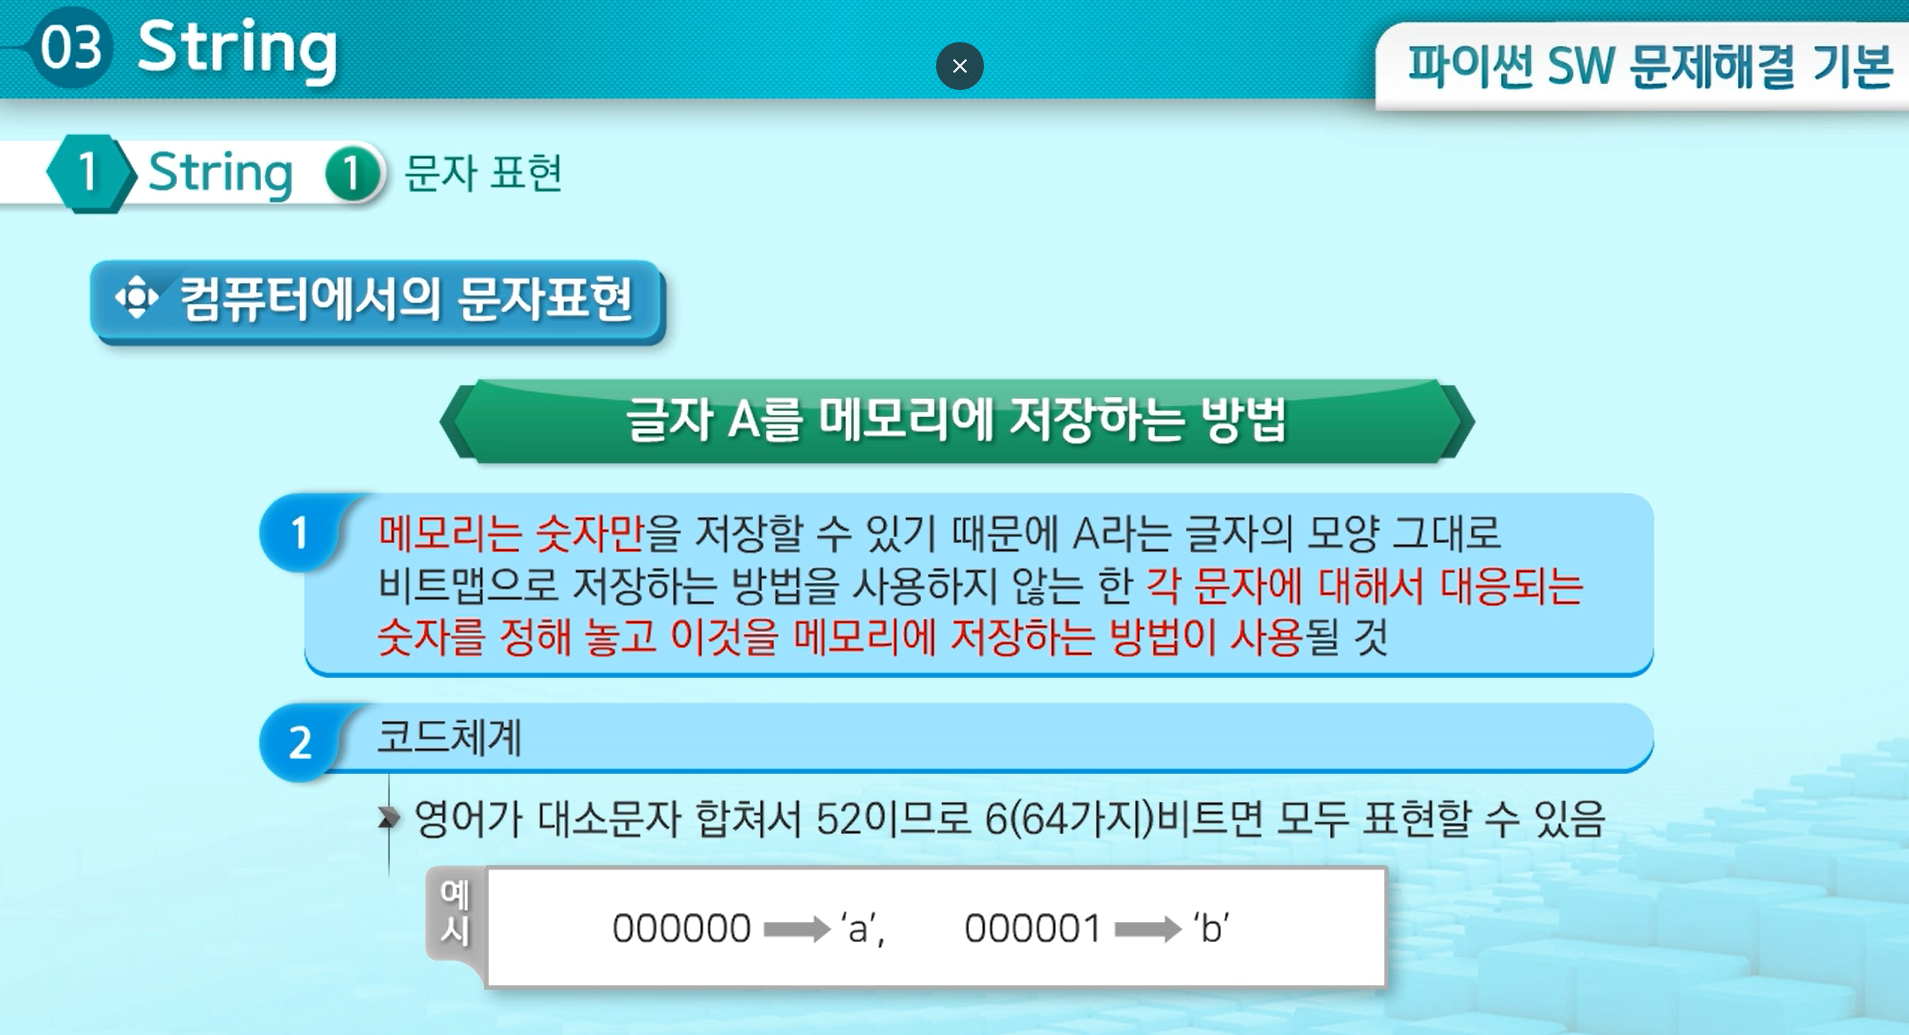 03 String
파이썬 SW 문제해결 기본
1 String 1 문자 표현
컴퓨터에서의 문자표현
글자 A를 메모리에 저장하는 방법
1 메모리는 숫자만을 저장할 수 있기 때문에 A라는 글자의 모양 그대로
비트맵으로 저장하는 방법을 사용하지 않는 한 각 문자에 대해서 대응되는
숫자를 정해 놓고 이것을 메모리에 저장하는 방법이 사용될 것
2 코드체계
영어가 대소문자 합쳐서 52이므로 6(64가지)비트면 모두 표현할 수 있음
예시
000000 ➡ ‘a’, 000001 ➡ ‘b’